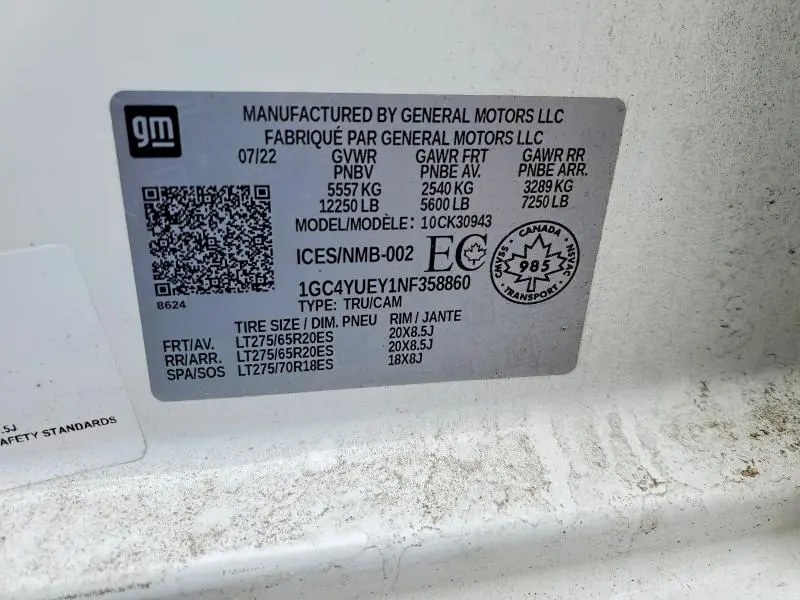 gm
MANUFACTURED BY GENERAL MOTORS LLC
FABRIQUÉ PAR GENERAL MOTORS LLC
07/22 GVWR GAWR FRT GAWR RR
PNBV PNBE AV. PNBE ARR.
5557 KG 2540 KG 3289 KG
12250 LB 5600 LB 7250 LB
MODEL/MODÈLE: 10CK30943
ICES/NMB-002 EC
CANADA
CMVSS 985 NSVAC
TRANSPORT
8624
1GC4YUEY1NF358860
TYPE: TRU/CAM
TIRE SIZE / DIM. PNEU RIM / JANTE
FRT/AV. LT275/65R20ES 20X8.5J
RR/ARR. LT275/65R20ES 20X8.5J
SPA/SOS LT275/70R18ES 18X8J
.5J
AFETY STANDARDS